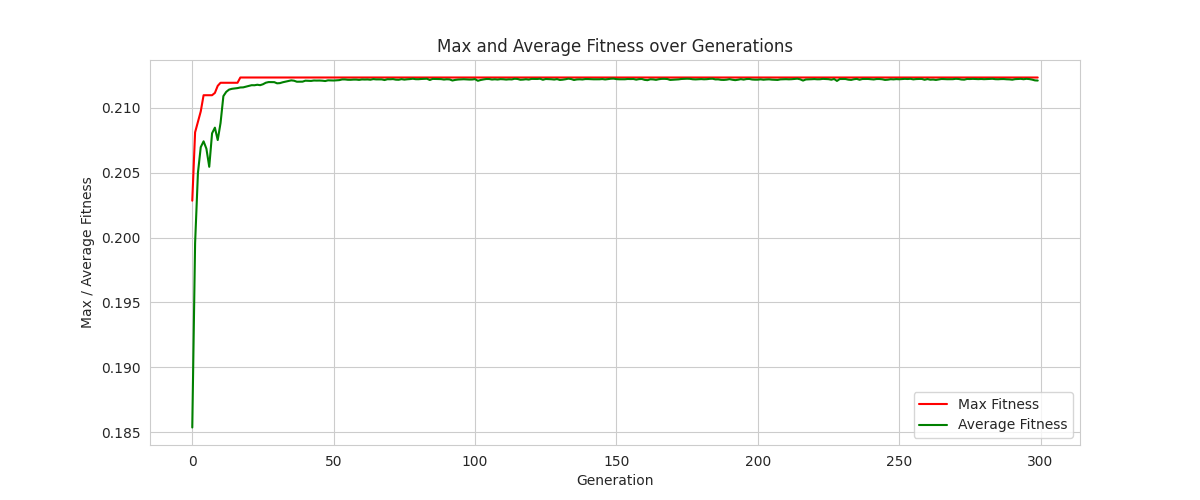 Max and Average Fitness over Generations
Max / Average Fitness
0.210
0.205
0.200
0.195
0.190
0.185
0
50
100
150
200
250
300
Generation
Max Fitness
Average Fitness